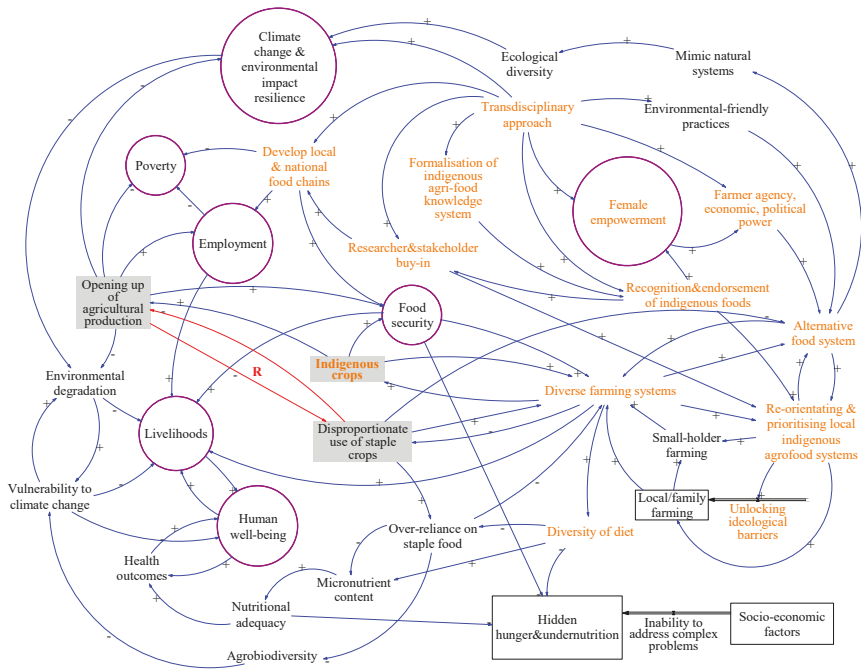 Climate
change &
environmental
impact
resilience
Ecological
diversity
Mimic natural
systems
Transdisciplinary
approach
Environmental-friendly
practices
Poverty
Develop local
& national
food chains
Formalisation of
indigenous
agri-food
knowledge
system
Female
empowerment
Farmer agency,
economic, political
power
Employment
Researcher&stakeholder
buy-in
Opening up
of
agricultural
production
Food
security
Recognition&endorsement
of indigenous foods
Alternative
food system
R
Indigenous
crops
Environmental
degradation
Diverse farming systems
Livelihoods
Disproportionate
use of staple
crops
Re-orientating &
prioritising local
indigenous
agrofood systems
Small-holder
farming
Vulnerability to
climate change
Local/family
farming
Unlocking
ideological
barriers
Human
well-being
Over-reliance on
staple food
Diversity of diet
Health
outcomes
Micronutrient
content
Nutritional
adequacy
Hidden
hunger&undernutrition
Inability to
address complex
problems
Socio-economic
factors
Agrobiodiversity